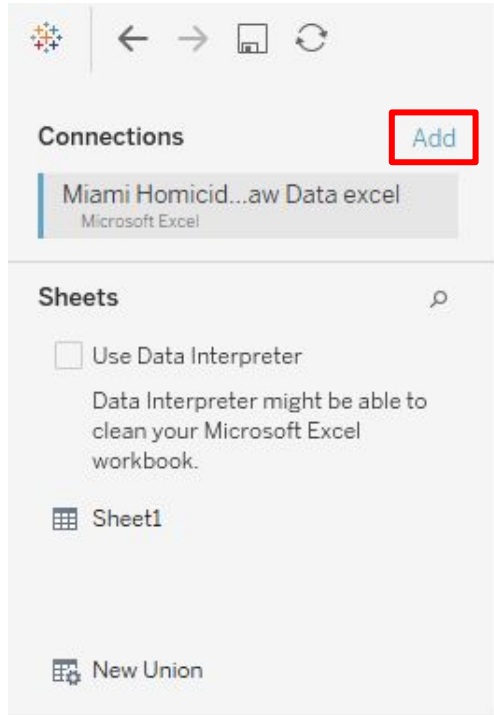 Connections
Add
Miami Homicid...aw Data excel
Microsoft Excel
Sheets
Use Data Interpreter
Data Interpreter might be able to
clean your Microsoft Excel
workbook.
Sheet1
New Union